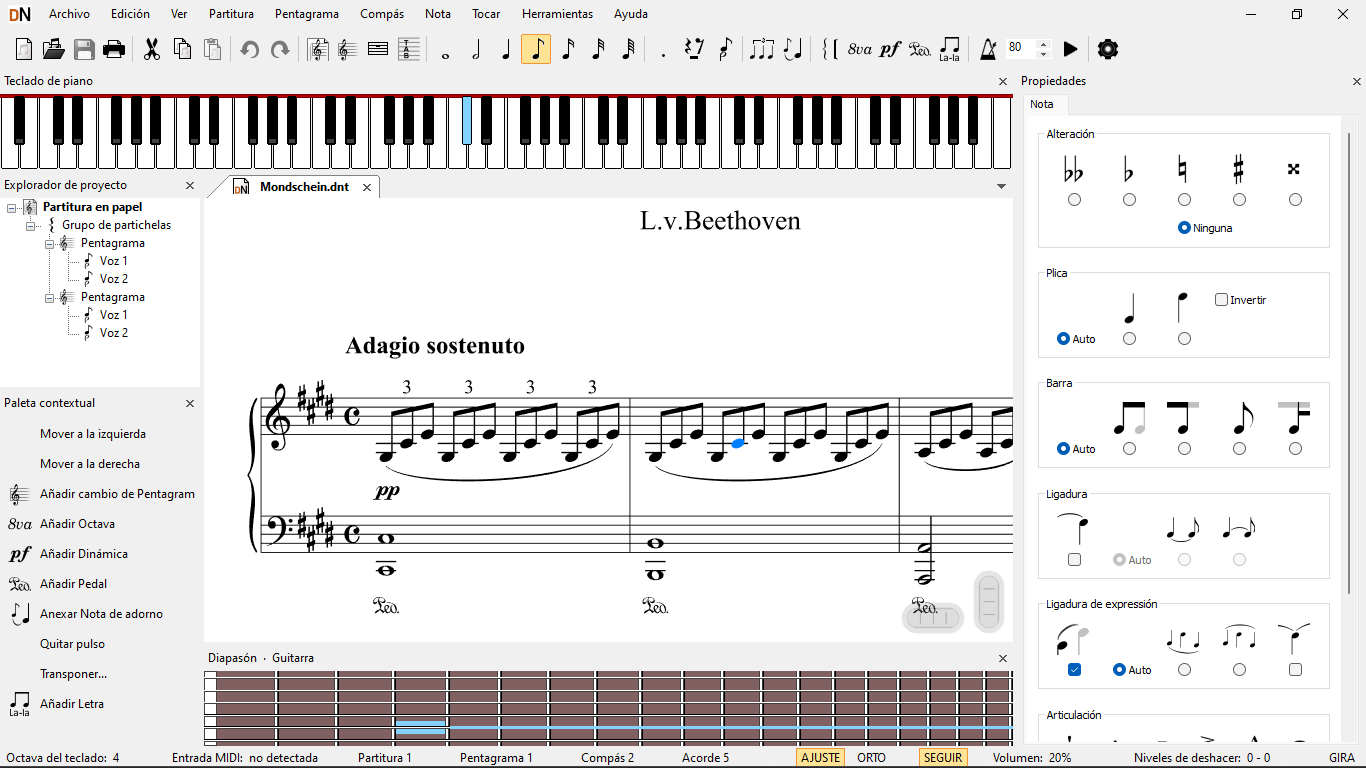 DN Archivo Edición Ver Partitura Pentagrama Compás Nota Tocar Herramientas Ayuda
8va pf Ped. La-la 80
Teclado de piano
Propiedades
Nota
Alteración
Ninguna
Plica
Auto
Invertir
Barra
Auto
Ligadura
Auto
Ligadura de expresión
Auto
Articulación
Explorador de proyecto
Partitura en papel
Grupo de partichelas
Pentagrama
Voz 1
Voz 2
Pentagrama
Voz 1
Voz 2
Paleta contextual
Mover a la izquierda
Mover a la derecha
Añadir cambio de Pentagram
8va Añadir Octava
pf Añadir Dinámica
Ped. Añadir Pedal
Anexar Nota de adorno
Quitar pulso
Transponer...
La-la Añadir Letra
DN Mondschein.dnt
L.v.Beethoven
Adagio sostenuto
3 3 3 3
pp
Ped. Ped. Ped.
Diapasón · Guitarra
Octava del teclado: 4 Entrada MIDI: no detectada Partitura 1 Pentagrama 1 Compás 2 Acorde 5 AJUSTE ORTO SEGUIR Volumen: 20% Niveles de deshacer: 0 - 0 GIRA